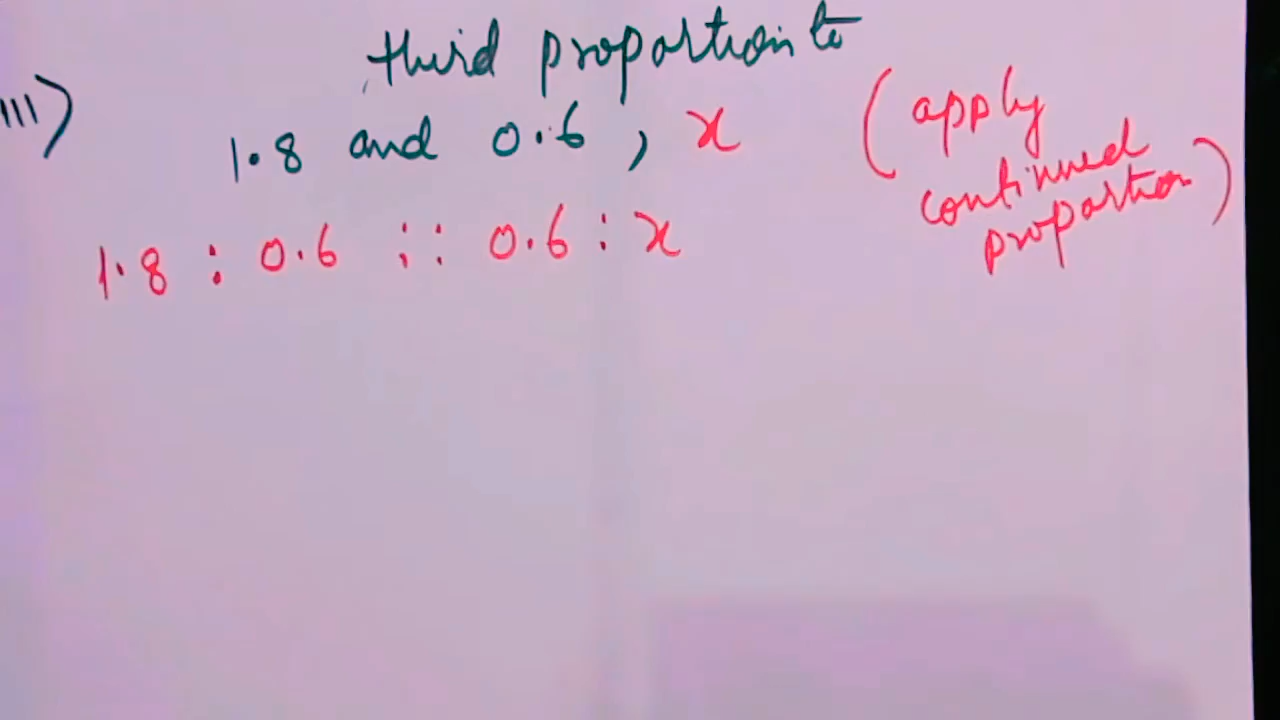 third proportion to
III)
1.8 and 0.6 , x
(apply
continued
proportion)
1.8 : 0.6 :: 0.6 : x